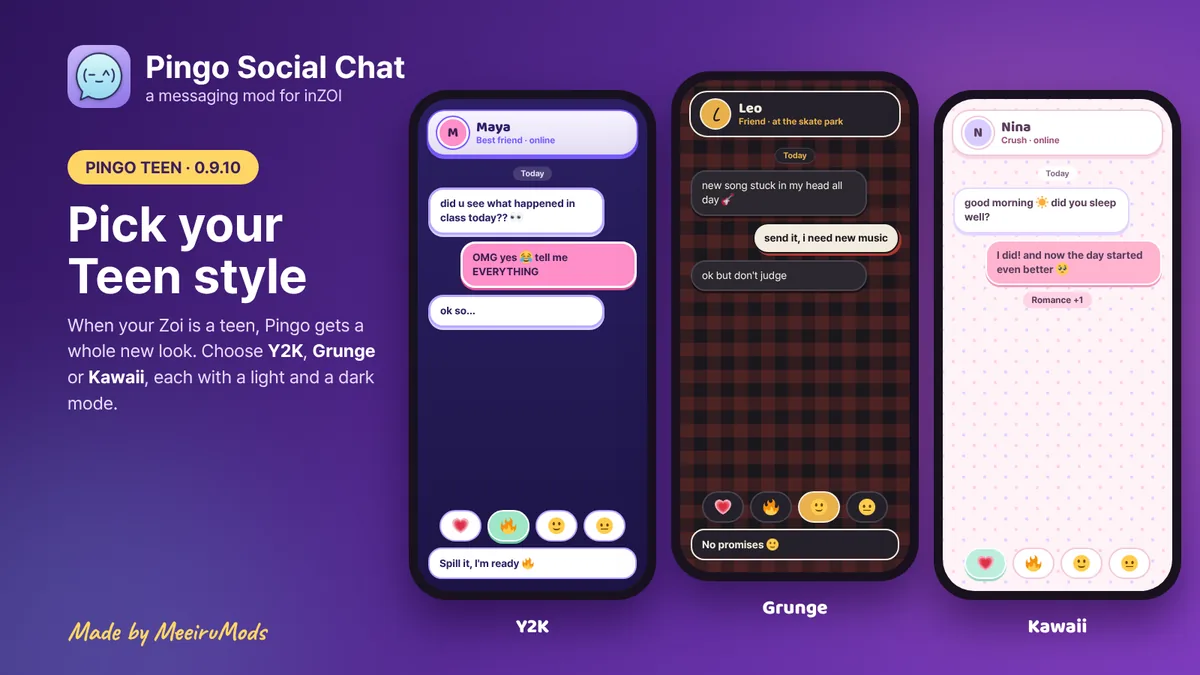 Pingo Social Chat
a messaging mod for inZOI
PINGO TEEN · 0.9.10
Pick your
Teen style
When your Zoi is a teen, Pingo gets a
whole new look. Choose Y2K, Grunge
or Kawaii, each with a light and a dark
mode.
Made by MeeiruMods
M
Maya
Best friend · online
Today
did u see what happened in
class today?? 👀
OMG yes 😂 tell me
EVERYTHING
ok so...
Spill it, I'm ready 🔥
Y2K
L
Leo
Friend · at the skate park
Today
new song stuck in my head all
day 🎸
send it, i need new music
ok but don't judge
No promises 🙂
Grunge
N
Nina
Crush · online
Today
good morning ☀️ did you sleep
well?
I did! and now the day started
even better 🥺
Romance +1
Kawaii